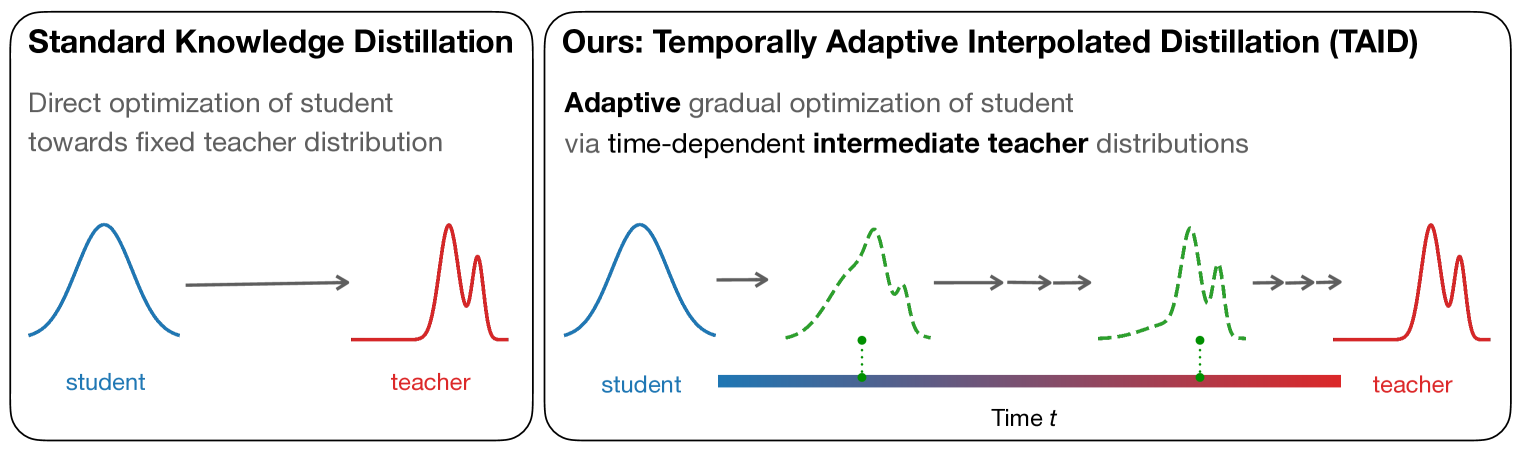 Standard Knowledge Distillation
Direct optimization of student
towards fixed teacher distribution
student
teacher
Ours: Temporally Adaptive Interpolated Distillation (TAID)
Adaptive gradual optimization of student
via time-dependent intermediate teacher distributions
student
teacher
Time t